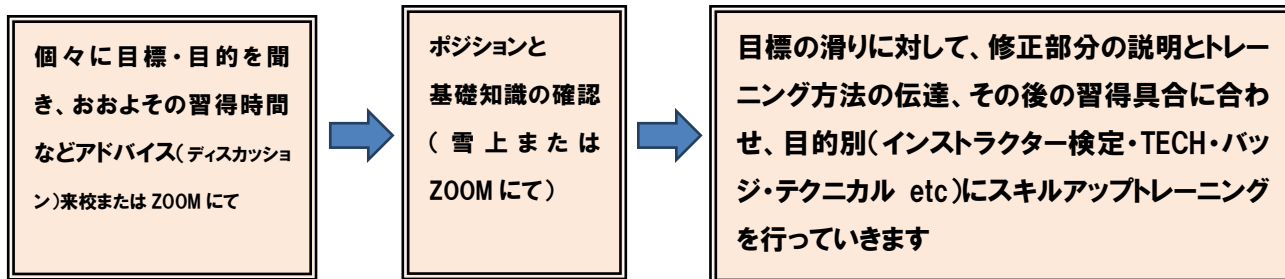 個々に目標・目的を聞
き、おおよその習得時間
などアドバイス(ディスカッショ
ン)来校または ZOOM にて
ポジションと
基礎知識の確認
(雪上または
ZOOM にて)
目標の滑りに対して、修正部分の説明とトレー
ニング方法の伝達、その後の習得具合に合わ
せ、目的別(インストラクター検定・TECH・バッ
ジ・テクニカル etc)にスキルアップトレーニング
を行っていきます